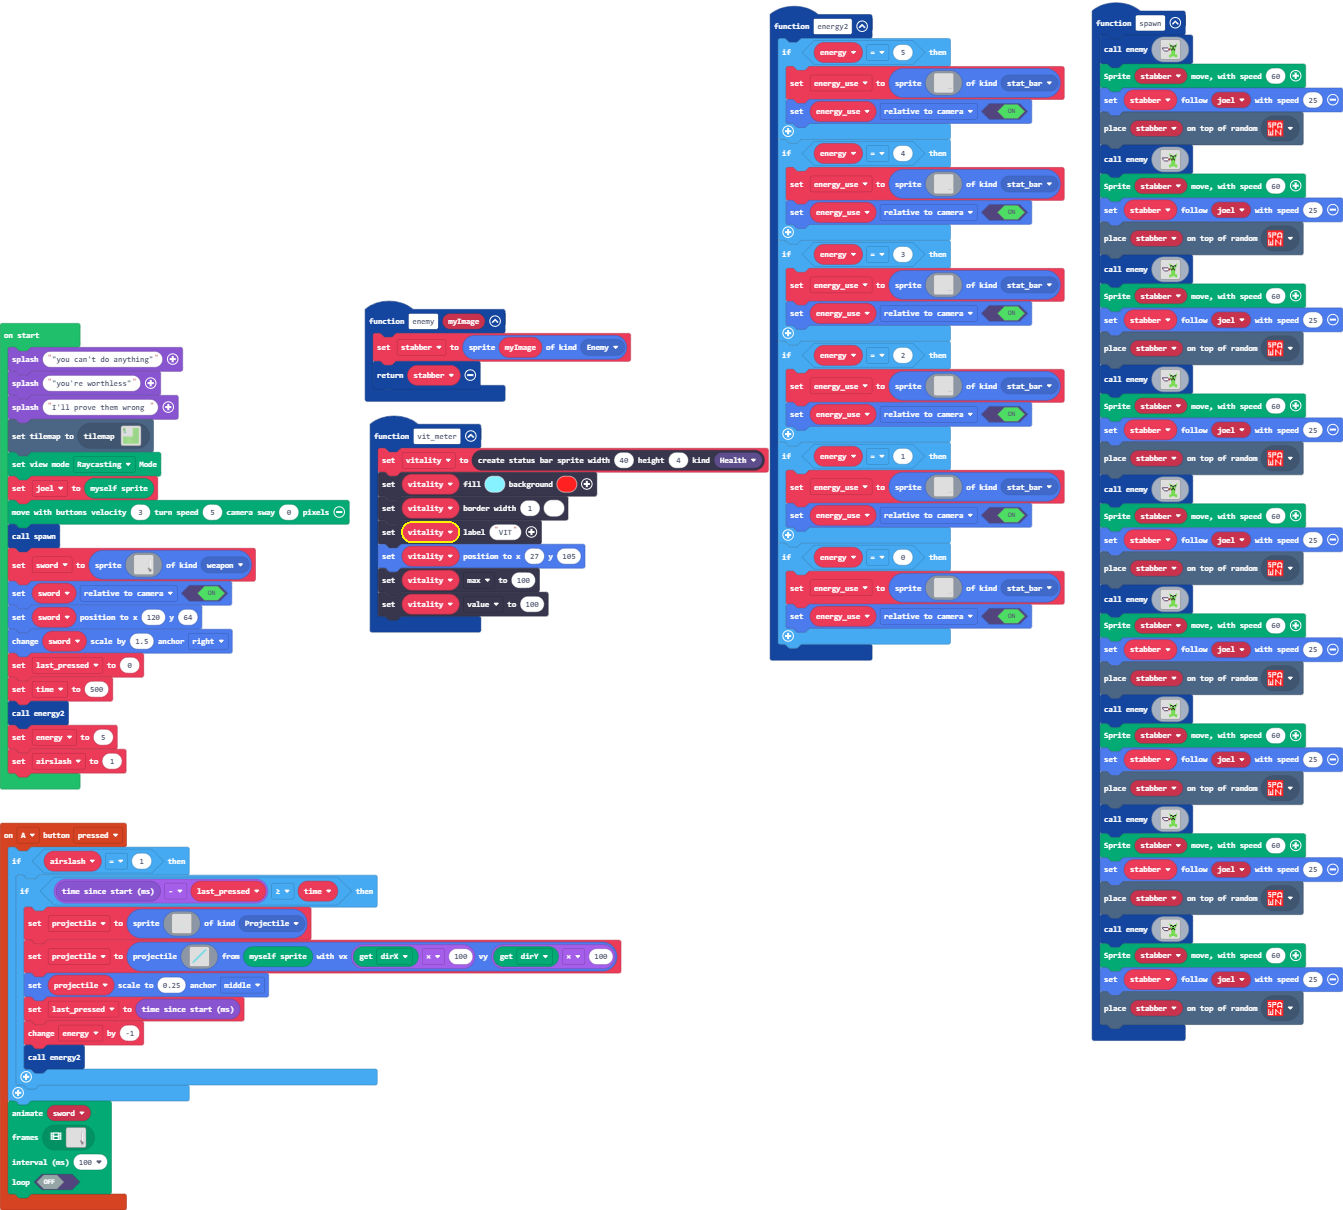 on start
splash "you can't do anything"
splash "you're worthless"
splash I'll prove them wrong
set tilemap to tilemap
set view mode Raycasting Mode
set joel to myself sprite
move with buttons velocity 3 turn speed 5 camera sway 0 pixels
call spawn
set sword to sprite of kind weapon
set sword relative to camera ON
set sword position to x 120 y 64
change sword scale by 1.5 anchor right
set last_pressed to 0
set time to 500
call energy2
set energy to 5
set airslash to 1
on A button pressed
if airslash = 1 then
if time since start (ms) - last_pressed ≥ time then
set projectile to sprite of kind Projectile
set projectile to projectile from myself sprite with vx get dirX × 100 vy get dirY × 100
set projectile scale to 0.25 anchor middle
set last_pressed to time since start (ms)
change energy by -1
call energy2
animate sword
frames
interval (ms) 100
loop OFF
function enemy myImage
set stabber to sprite myImage of kind Enemy
return stabber
function vit_meter
set vitality to create status bar sprite width 40 height 4 kind Health
set vitality fill background
set vitality border width 1
set vitality label "VIT"
set vitality position to x 27 y 105
set vitality max to 100
set vitality value to 100
function energy2
if energy = 5 then
set energy_use to sprite of kind stat_bar
set energy_use relative to camera ON
if energy = 4 then
set energy_use to sprite of kind stat_bar
set energy_use relative to camera ON
if energy = 3 then
set energy_use to sprite of kind stat_bar
set energy_use relative to camera ON
if energy = 2 then
set energy_use to sprite of kind stat_bar
set energy_use relative to camera ON
if energy = 1 then
set energy_use to sprite of kind stat_bar
set energy_use relative to camera ON
if energy = 0 then
set energy_use to sprite of kind stat_bar
set energy_use relative to camera ON
function spawn
call enemy
Sprite stabber move, with speed 60
set stabber follow joel with speed 25
place stabber on top of random SPAWN
call enemy
Sprite stabber move, with speed 60
set stabber follow joel with speed 25
place stabber on top of random SPAWN
call enemy
Sprite stabber move, with speed 60
set stabber follow joel with speed 25
place stabber on top of random SPAWN
call enemy
Sprite stabber move, with speed 60
set stabber follow joel with speed 25
place stabber on top of random SPAWN
call enemy
Sprite stabber move, with speed 60
set stabber follow joel with speed 25
place stabber on top of random SPAWN
call enemy
Sprite stabber move, with speed 60
set stabber follow joel with speed 25
place stabber on top of random SPAWN
call enemy
Sprite stabber move, with speed 60
set stabber follow joel with speed 25
place stabber on top of random SPAWN
call enemy
Sprite stabber move, with speed 60
set stabber follow joel with speed 25
place stabber on top of random SPAWN
call enemy
Sprite stabber move, with speed 60
set stabber follow joel with speed 25
place stabber on top of random SPAWN